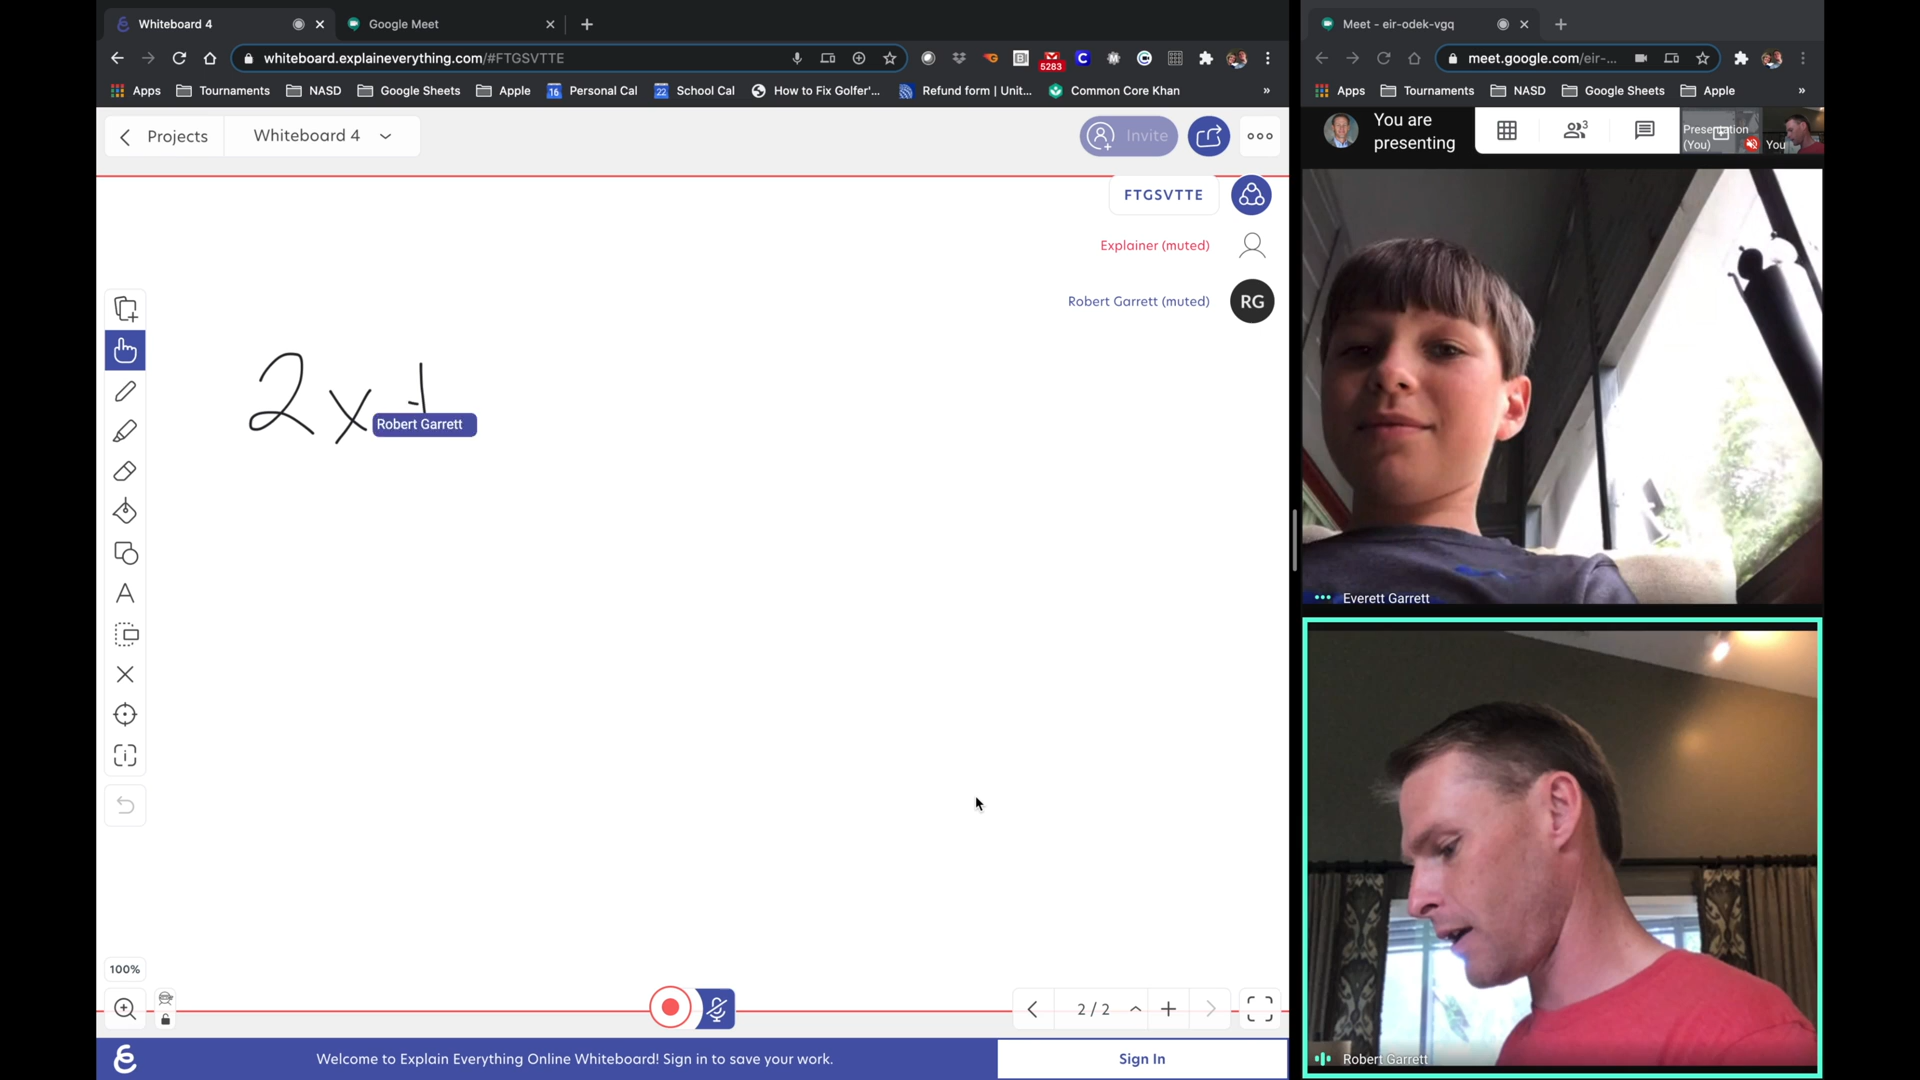 Whiteboard 4
Google Meet
Meet - eir-odek-vgq
whiteboard.explaineverything.com/#FTGSVTTE
5283
meet.google.com/eir-...
Apps
Tournaments
NASD
Google Sheets
Apple
16
Personal Cal
22
School Cal
How to Fix Golfer'...
Refund form | Unit...
Common Core Khan
»
Apps
Tournaments
NASD
Google Sheets
Apple
»
Projects
Whiteboard 4
Invite
You are
presenting
3
Presentation
(You)
You
FTGSVTTE
Explainer (muted)
Robert Garrett (muted)
RG
2x +
Robert Garrett
A
Everett Garrett
100%
2 / 2
Welcome to Explain Everything Online Whiteboard! Sign in to save your work.
Sign In
Robert Garrett